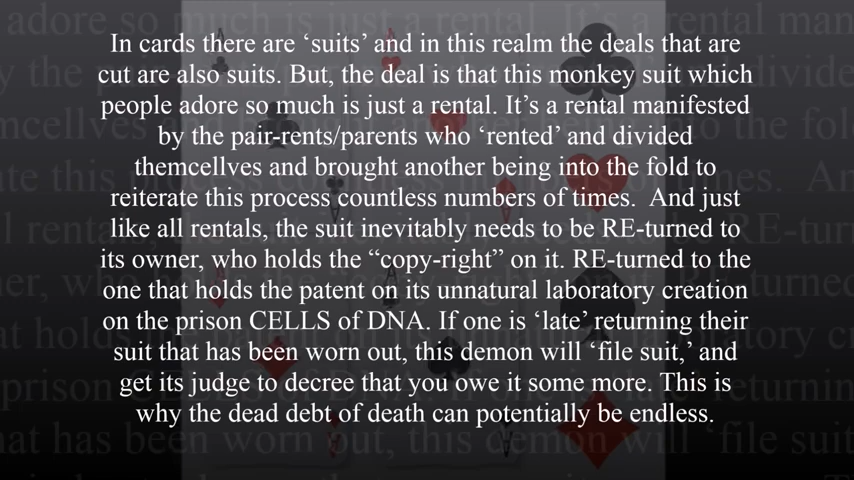 In cards there are ‘suits’ and in this realm the deals that are
cut are also suits. But, the deal is that this monkey suit which
people adore so much is just a rental. It’s a rental manifested
by the pair-rents/parents who ‘rented’ and divided
themcellves and brought another being into the fold to
reiterate this process countless numbers of times.  And just
like all rentals, the suit inevitably needs to be RE-turned to
its owner, who holds the “copy-right” on it. RE-turned to the
one that holds the patent on its unnatural laboratory creation
on the prison CELLS of DNA. If one is ‘late’ returning their
suit that has been worn out, this demon will ‘file suit,’ and
get its judge to decree that you owe it some more. This is
why the dead debt of death can potentially be endless.